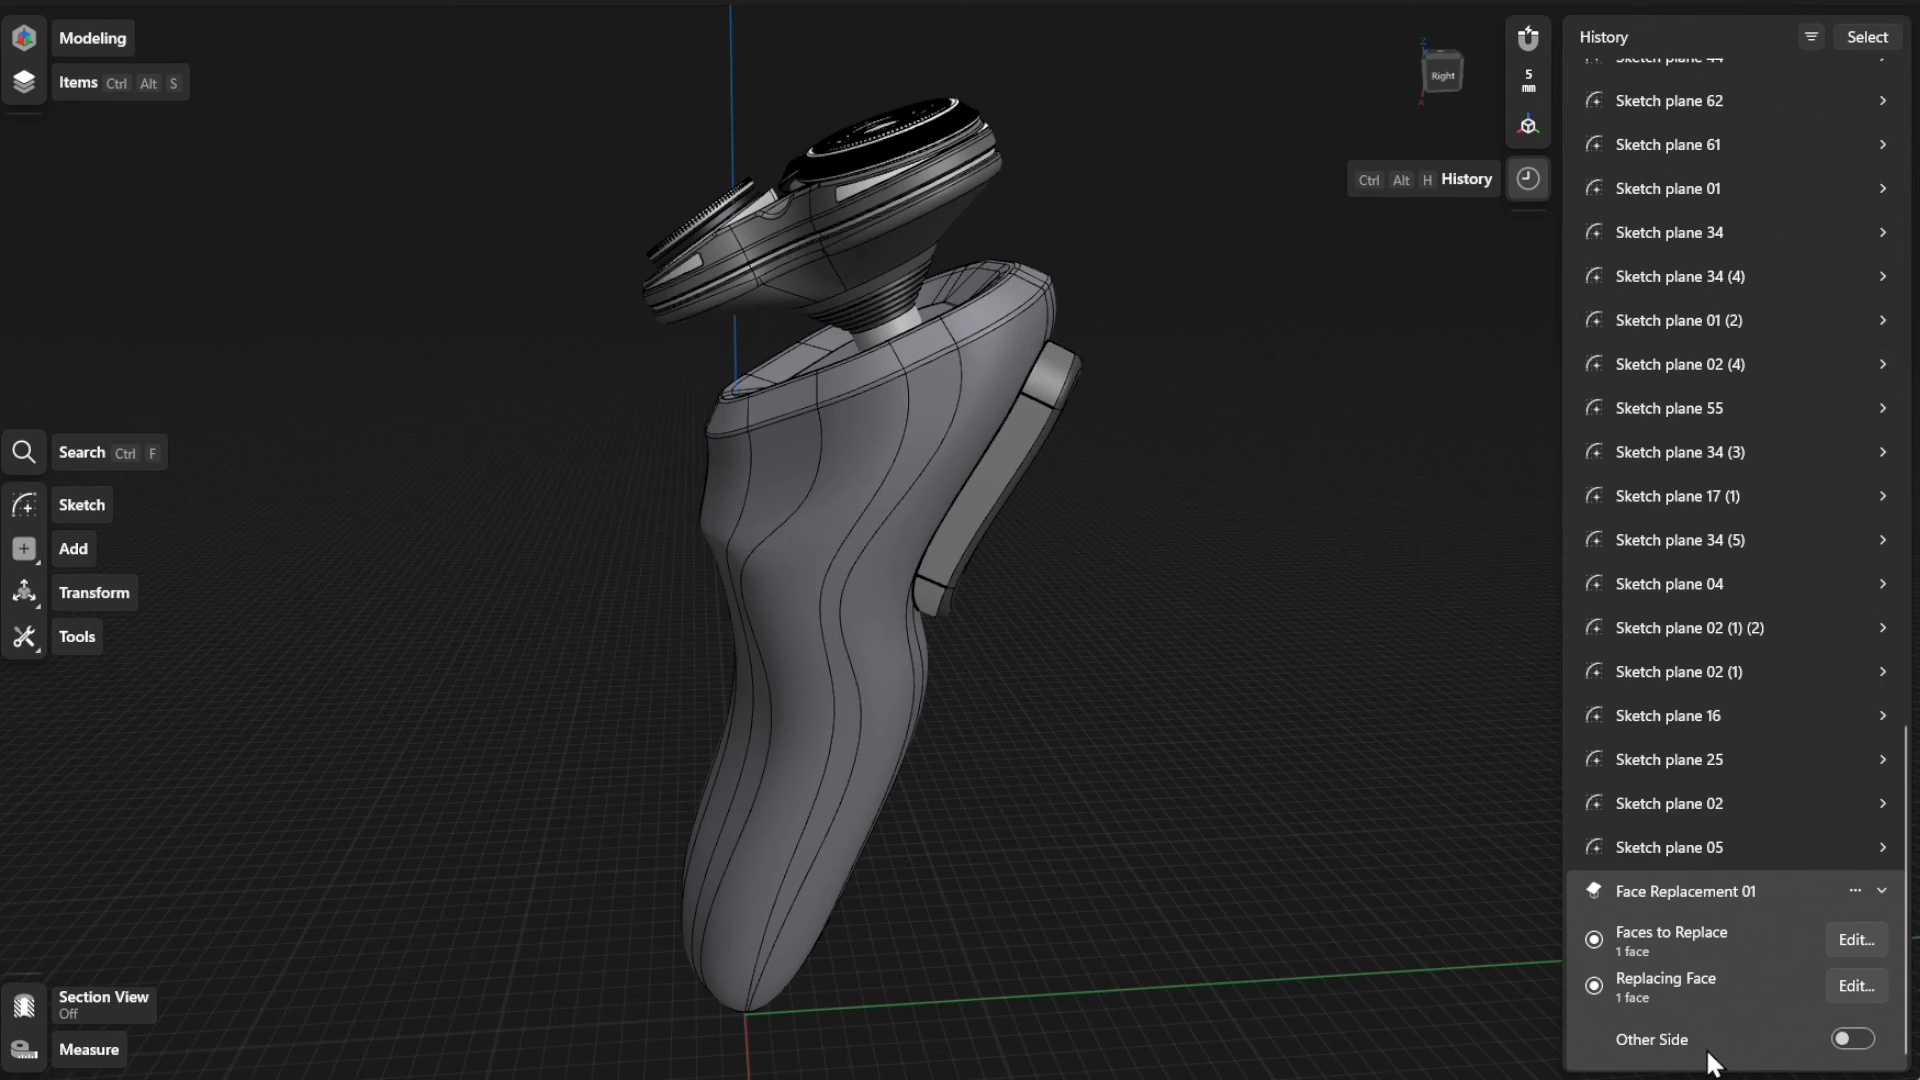 Modeling
Items Ctrl Alt S
Search Ctrl F
Sketch
Add
Transform
Tools
Section View
Off
Measure
Z
Right
X
5
mm
Ctrl Alt H History
History
Select
Sketch plane 44
Sketch plane 62
Sketch plane 61
Sketch plane 01
Sketch plane 34
Sketch plane 34 (4)
Sketch plane 01 (2)
Sketch plane 02 (4)
Sketch plane 55
Sketch plane 34 (3)
Sketch plane 17 (1)
Sketch plane 34 (5)
Sketch plane 04
Sketch plane 02 (1) (2)
Sketch plane 02 (1)
Sketch plane 16
Sketch plane 25
Sketch plane 02
Sketch plane 05
Face Replacement 01
Faces to Replace
1 face
Edit...
Replacing Face
1 face
Edit...
Other Side